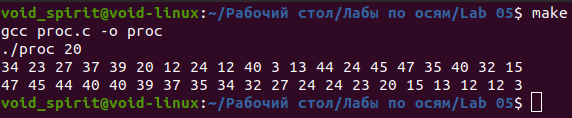 void_spirit@void-linux:~/Рабочий стол/Лабы по осям/Lab 05$ make
gcc proc.c -o proc
./proc 20
34 23 27 37 39 20 12 24 12 40 3 13 44 24 45 47 35 40 32 15
47 45 44 40 40 39 37 35 34 32 27 24 24 23 20 15 13 12 12 3
void_spirit@void-linux:~/Рабочий стол/Лабы по осям/Lab 05$